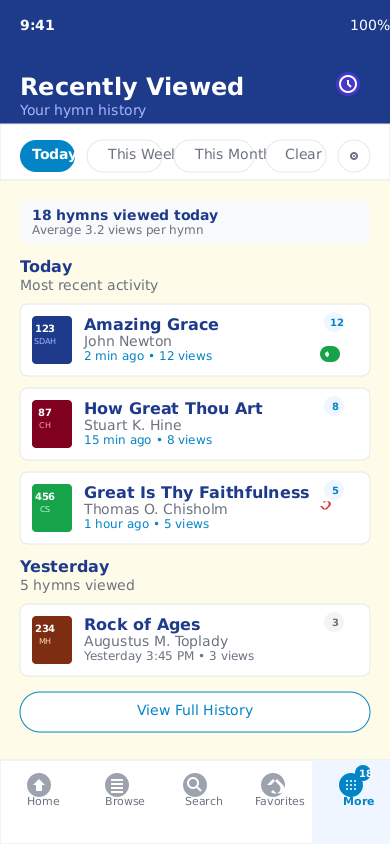 9:41
100%
Recently Viewed
Your hymn history
Today
This Week
This Month
Clear
18 hymns viewed today
Average 3.2 views per hymn
Today
Most recent activity
123
SDAH
Amazing Grace
John Newton
2 min ago • 12 views
12
87
CH
How Great Thou Art
Stuart K. Hine
15 min ago • 8 views
8
456
CS
Great Is Thy Faithfulness
Thomas O. Chisholm
1 hour ago • 5 views
5
Yesterday
5 hymns viewed
234
MH
Rock of Ages
Augustus M. Toplady
Yesterday 3:45 PM • 3 views
3
View Full History
18
Home
Browse
Search
Favorites
More